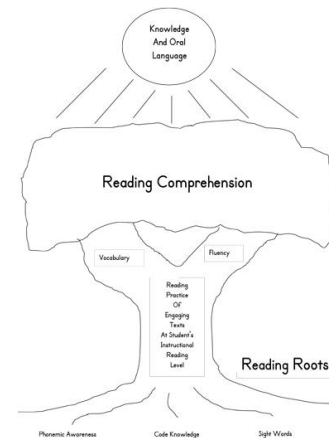 Knowledge
And Oral
Language
Reading Comprehension
Vocabulary
Fluency
Reading
Practice
Of
Engaging
Texts
At Student's
Instructional
Reading
Level
Reading Roots
Phonemic Awareness
Code Knowledge
Sight Words